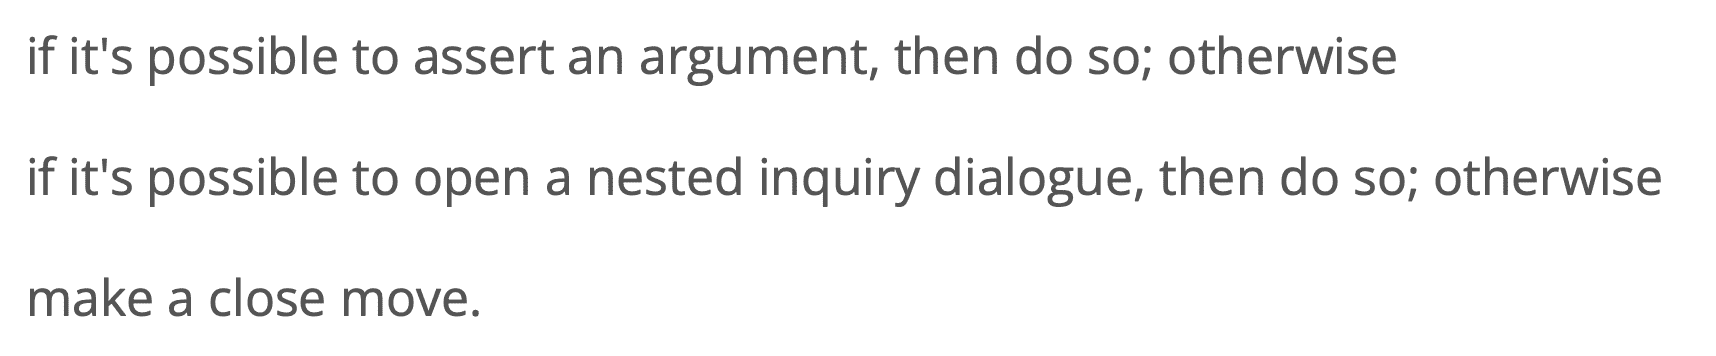 if it's possible to assert an argument, then do so; otherwise
if it's possible to open a nested inquiry dialogue, then do so; otherwise
make a close move.